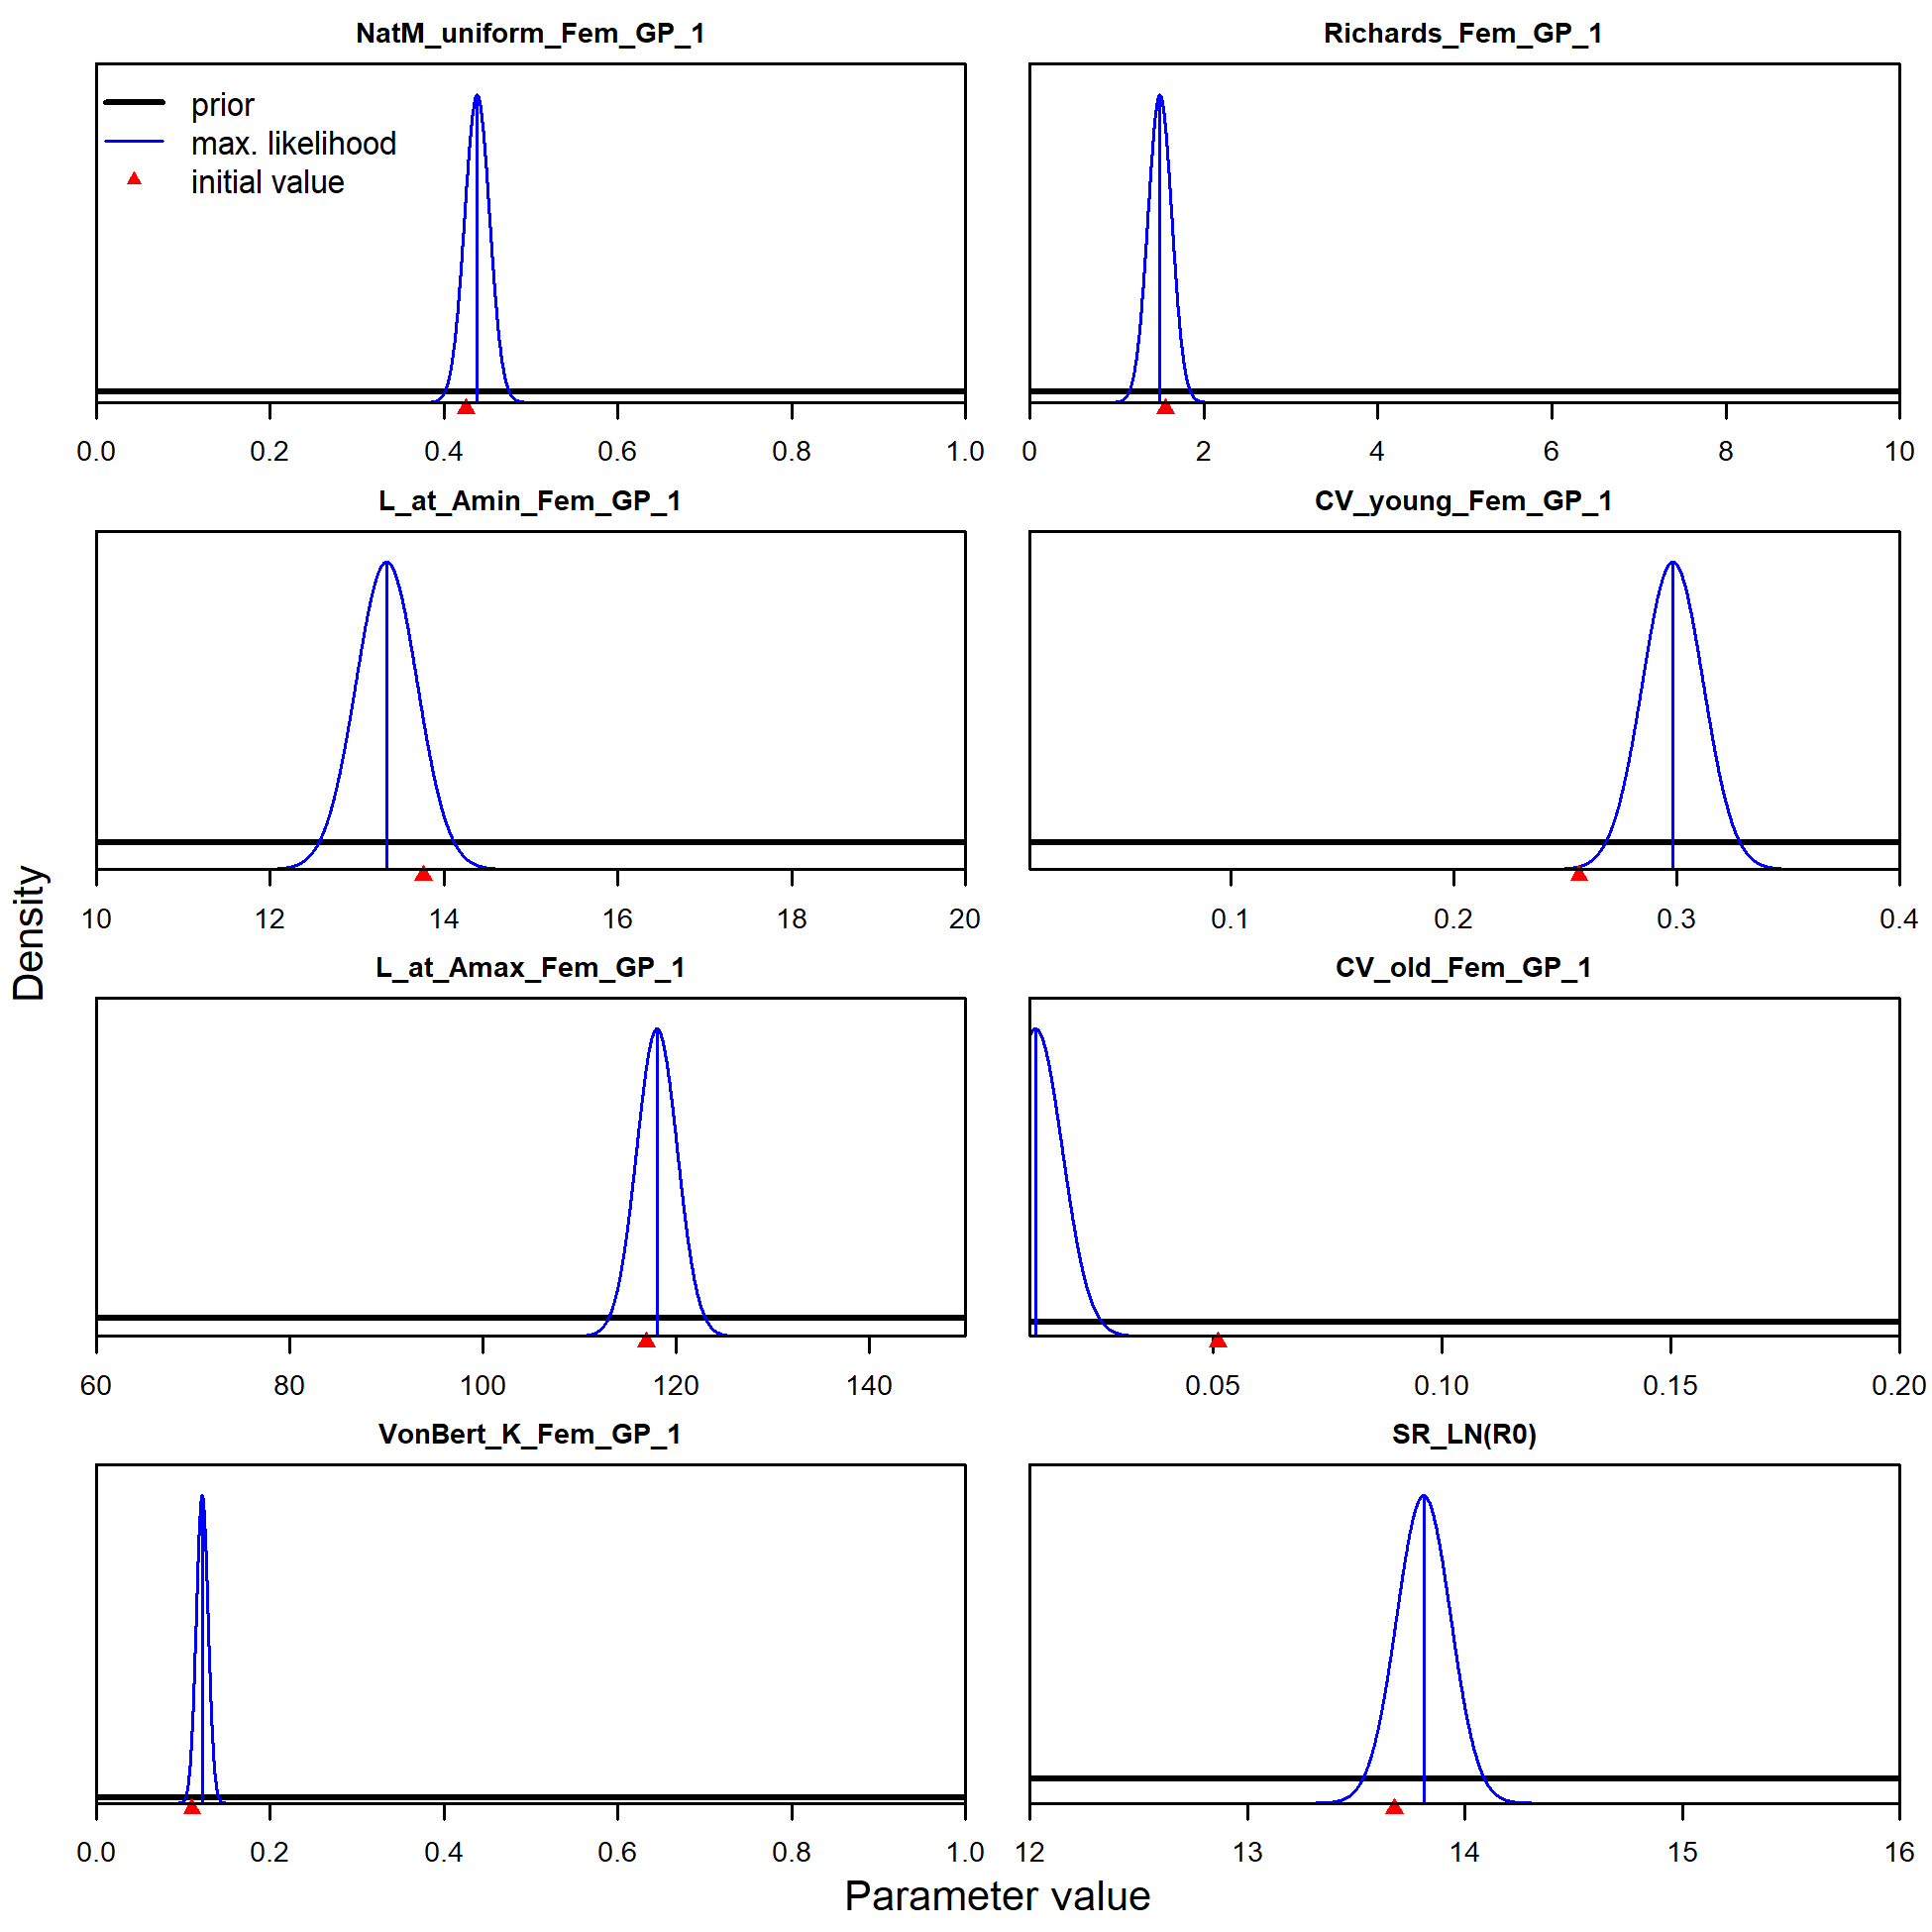 NatM_uniform_Fem_GP_1
prior
max. likelihood
initial value
0.0 0.2 0.4 0.6 0.8 1.0
Richards_Fem_GP_1
0 2 4 6 8 10
L_at_Amin_Fem_GP_1
10 12 14 16 18 20
CV_young_Fem_GP_1
0.1 0.2 0.3 0.4
L_at_Amax_Fem_GP_1
60 80 100 120 140
CV_old_Fem_GP_1
0.05 0.10 0.15 0.20
VonBert_K_Fem_GP_1
0.0 0.2 0.4 0.6 0.8 1.0
SR_LN(R0)
12 13 14 15 16
Density
Parameter value